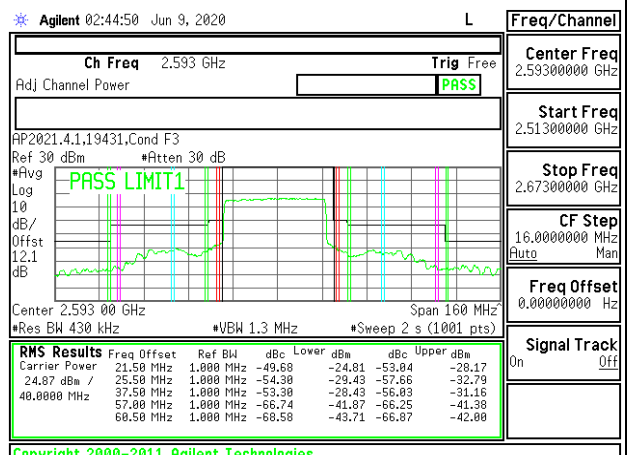 Agilent 02:44:50 Jun 9, 2020 L
Freq/Channel
Ch Freq 2.593 GHz Trig Free
Adj Channel Power PASS
Center Freq
2.59300000 GHz
Start Freq
2.51300000 GHz
AP2021.4.1,19431,Cond F3
Ref 30 dBm #Atten 30 dB
#Avg
Log
10
dB/
Offst
12.1
dB
PASS LIMIT1
Stop Freq
2.67300000 GHz
CF Step
16.0000000 MHz
Auto Man
Freq Offset
0.00000000 Hz
Center 2.593 00 GHz Span 160 MHz^
#Res BW 430 kHz #VBW 1.3 MHz #Sweep 2 s (1001 pts)
Signal Track
On Off
RMS Results Freq Offset Ref BW dBc Lower dBm dBc Upper dBm
Carrier Power 21.50 MHz 1.000 MHz -49.68 -24.81 -53.04 -28.17
24.87 dBm / 25.50 MHz 1.000 MHz -54.30 -29.43 -57.66 -32.79
40.0000 MHz 37.50 MHz 1.000 MHz -53.30 -28.43 -56.03 -31.16
57.00 MHz 1.000 MHz -66.74 -41.87 -66.25 -41.38
60.50 MHz 1.000 MHz -68.58 -43.71 -66.87 -42.00
Copyright 2000-2011 Agilent Technologies